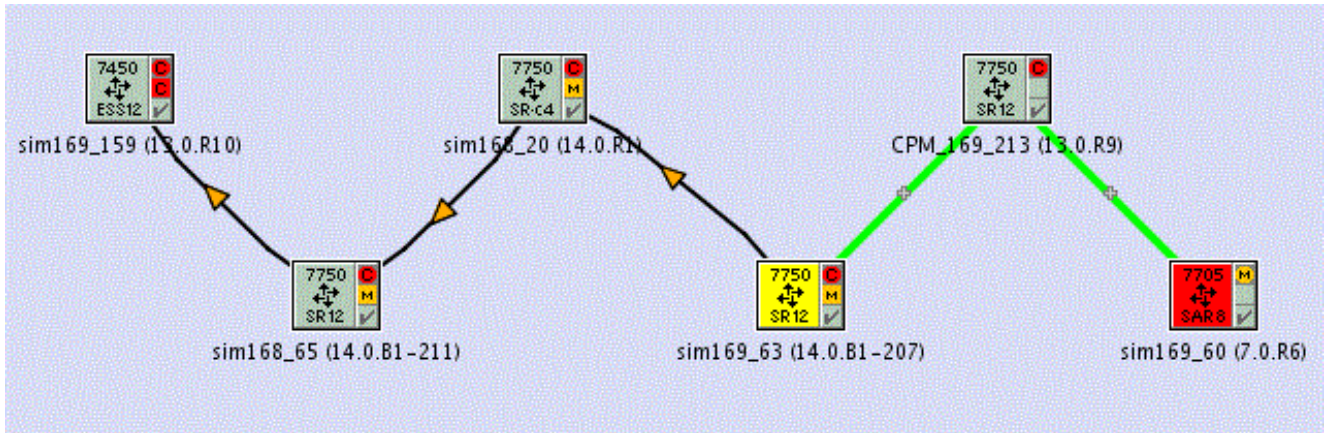 7450
C
C
ESS12
sim169_159 (13.0.R10)
7750
C
M
SR-c4
sim168_20 (14.0.R1)
7750
C
SR12
CPM_169_213 (13.0.R9)
7750
C
M
SR12
sim168_65 (14.0.B1-211)
7750
C
M
SR12
sim169_63 (14.0.B1-207)
7705
M
SAR8
sim169_60 (7.0.R6)